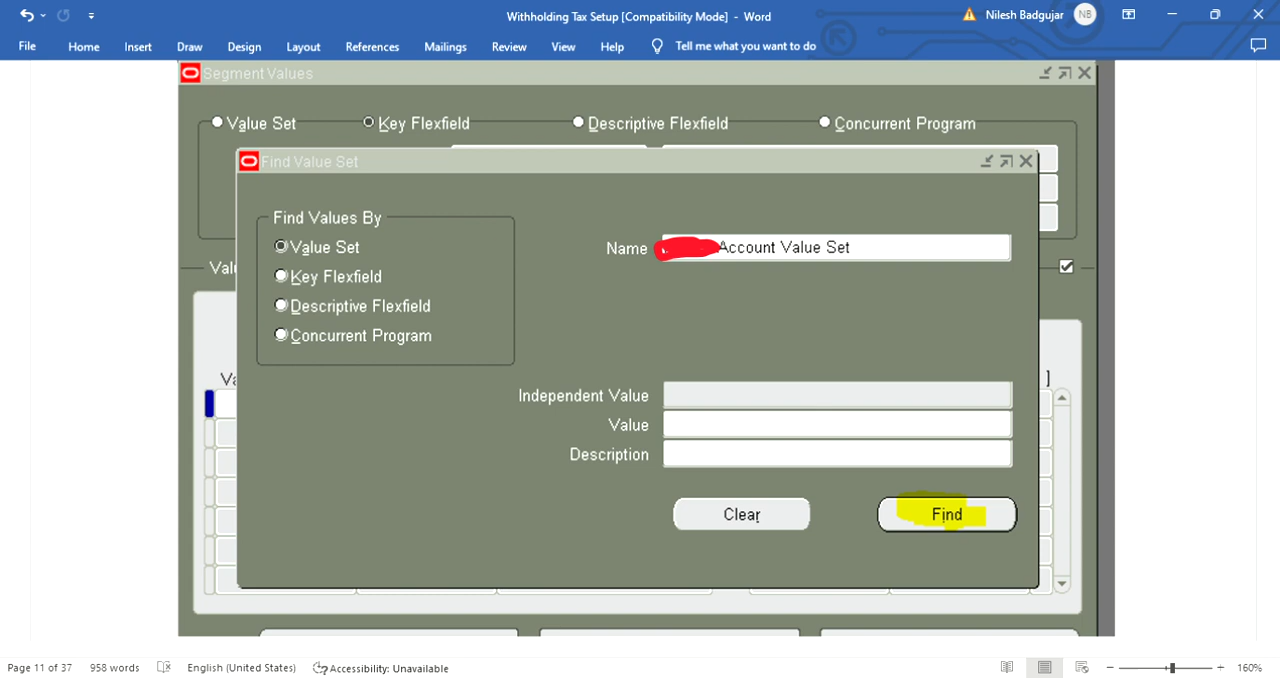 Withholding Tax Setup [Compatibility Mode] - Word
Nilesh Badgujar NB
File Home Insert Draw Design Layout References Mailings Review View Help Tell me what you want to do
Segment Values
Value Set Key Flexfield Descriptive Flexfield Concurrent Program
Find Value Set
Find Values By
Value Set
Name Account Value Set
Key Flexfield
Descriptive Flexfield
Concurrent Program
Independent Value
Value
Description
Clear Find
Page 11 of 37 958 words English (United States) Accessibility: Unavailable 160%